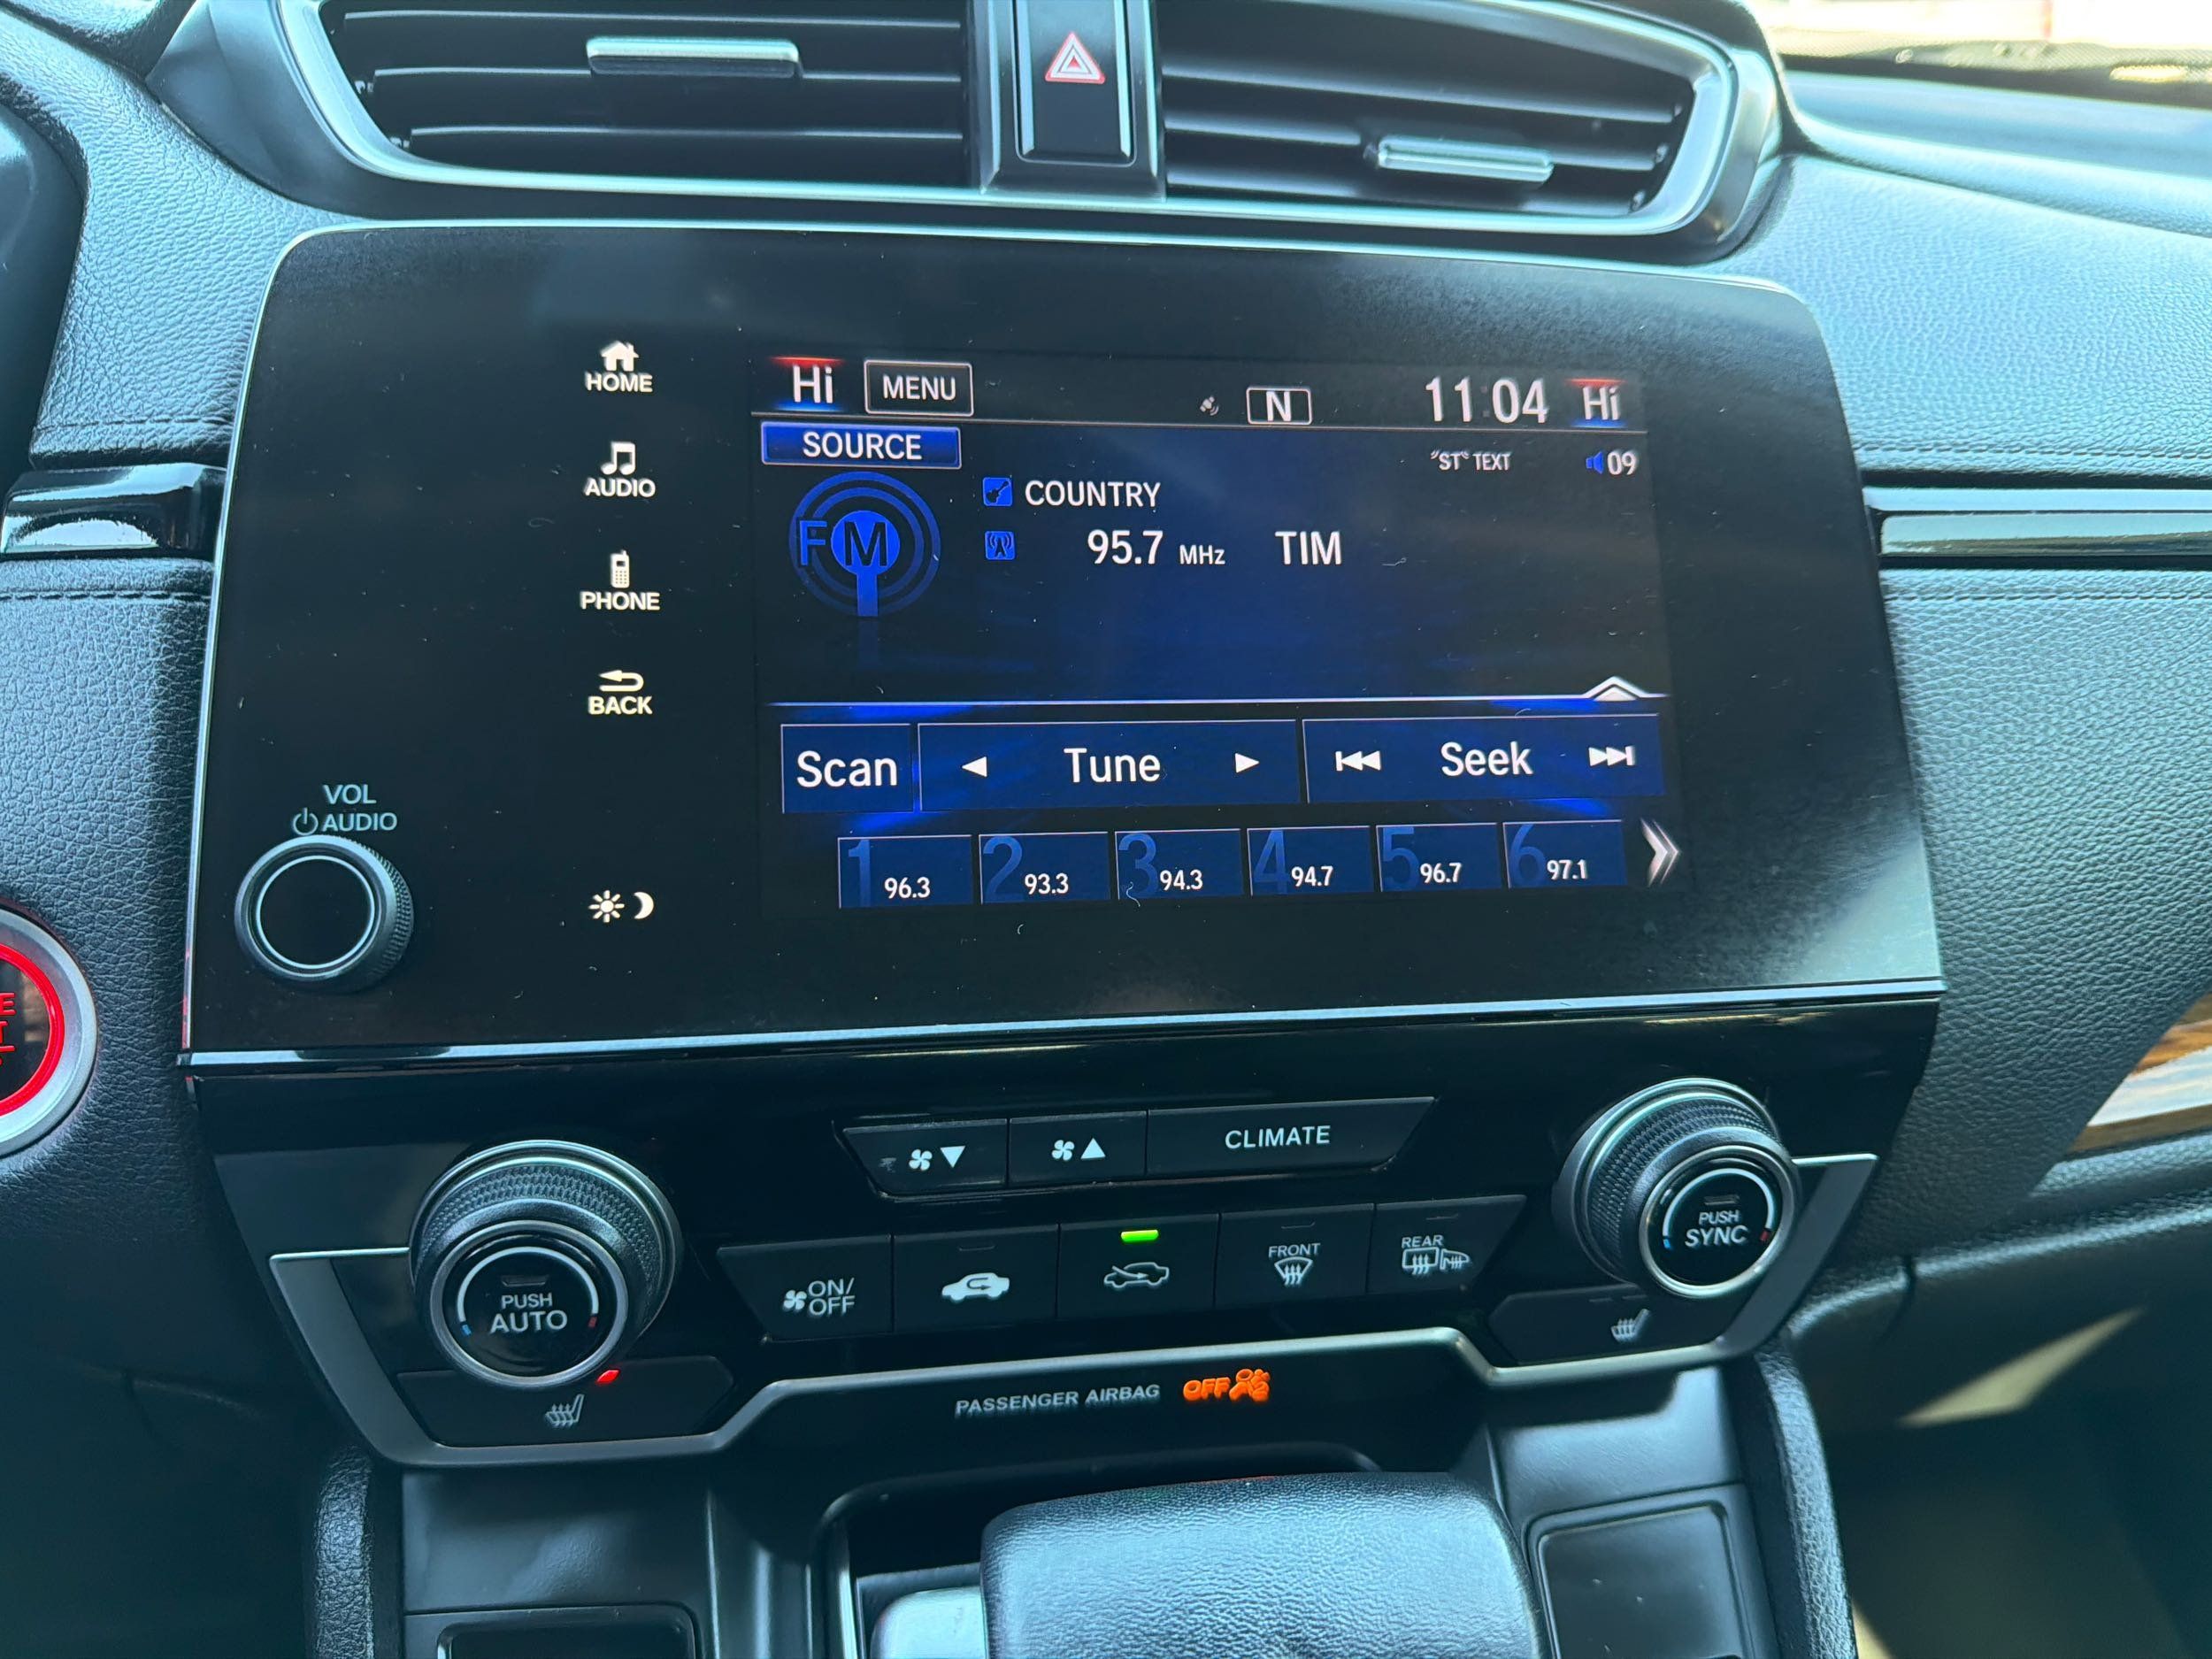 HOME
AUDIO
PHONE
BACK
VOL
AUDIO
Hi MENU N 11:04 Hi
SOURCE "ST" TEXT 09
COUNTRY
FM 95.7 MHz TIM
Scan Tune Seek
1 96.3 2 93.3 3 94.3 4 94.7 5 96.7 6 97.1
CLIMATE
ON/
OFF
FRONT
REAR
PUSH
AUTO
PUSH
SYNC
PASSENGER AIRBAG OFF